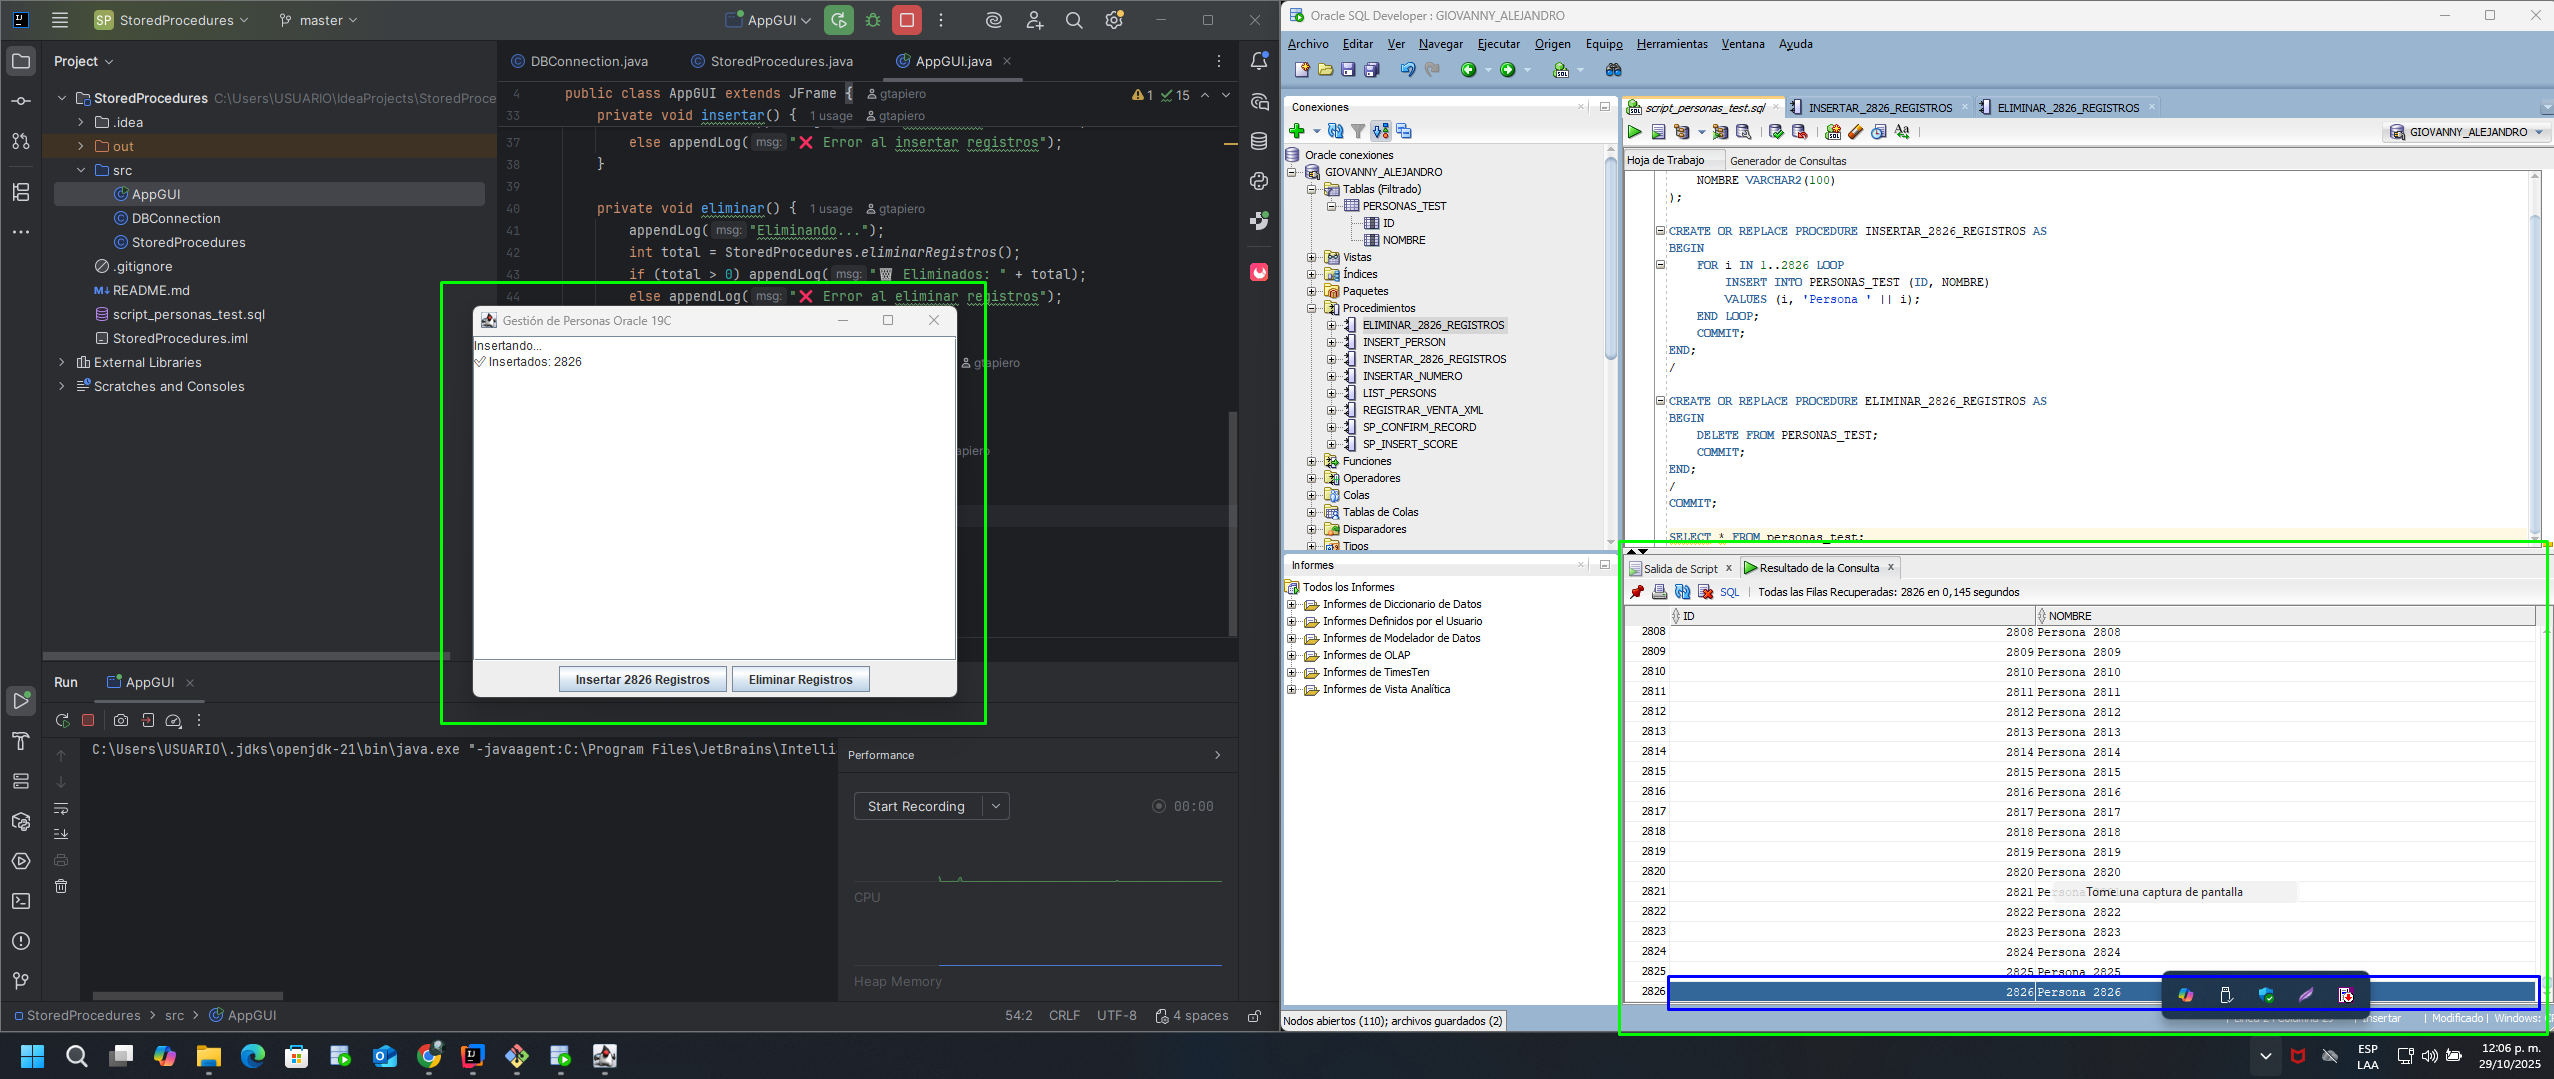 SP StoredProcedures
master
AppGUI
Project
StoredProcedures C:\Users\USUARIO\IdeaProjects\StoredProce
.idea
out
src
AppGUI
DBConnection
StoredProcedures
.gitignore
README.md
script_personas_test.sql
StoredProcedures.iml
External Libraries
Scratches and Consoles
DBConnection.java
StoredProcedures.java
AppGUI.java
4 public class AppGUI extends JFrame { gtapiero
1 15
33 private void insertar() { 1 usage gtapiero
37 else appendLog( msg: "❌ Error al insertar registros");
38 }
39
40 private void eliminar() { 1 usage gtapiero
41 appendLog( msg: "Eliminando...");
42 int total = StoredProcedures.eliminarRegistros();
43 if (total > 0) appendLog( msg: "🗑 Eliminados: " + total);
44 else appendLog( msg: "❌ Error al eliminar registros");
gtapiero
apiero
Gestión de Personas Oracle 19C
Insertando...
✅ Insertados: 2826
Insertar 2826 Registros
Eliminar Registros
Run
AppGUI
C:\Users\USUARIO\.jdks\openjdk-21\bin\java.exe "-javaagent:C:\Program Files\JetBrains\Intelli
Performance
Start Recording
00:00
CPU
Heap Memory
StoredProcedures > src > AppGUI
54:2 CRLF UTF-8 4 spaces
Oracle SQL Developer : GIOVANNY_ALEJANDRO
Archivo Editar Ver Navegar Ejecutar Origen Equipo Herramientas Ventana Ayuda
Conexiones
Oracle conexiones
GIOVANNY_ALEJANDRO
Tablas (Filtrado)
PERSONAS_TEST
ID
NOMBRE
Vistas
Índices
Paquetes
Procedimientos
ELIMINAR_2826_REGISTROS
INSERT_PERSON
INSERTAR_2826_REGISTROS
INSERTAR_NUMERO
LIST_PERSONS
REGISTRAR_VENTA_XML
SP_CONFIRM_RECORD
SP_INSERT_SCORE
Funciones
Operadores
Colas
Tablas de Colas
Disparadores
Tipos
Informes
Todos los Informes
Informes de Diccionario de Datos
Informes Definidos por el Usuario
Informes de Modelador de Datos
Informes de OLAP
Informes de TimesTen
Informes de Vista Analítica
Nodos abiertos (110); archivos guardados (2)
script_personas_test.sql
INSERTAR_2826_REGISTROS
ELIMINAR_2826_REGISTROS
SQL
GIOVANNY_ALEJANDRO
Hoja de Trabajo
Generador de Consultas
NOMBRE VARCHAR2(100)
);
CREATE OR REPLACE PROCEDURE INSERTAR_2826_REGISTROS AS
BEGIN
FOR i IN 1..2826 LOOP
INSERT INTO PERSONAS_TEST (ID, NOMBRE)
VALUES (i, 'Persona ' || i);
END LOOP;
COMMIT;
END;
/
CREATE OR REPLACE PROCEDURE ELIMINAR_2826_REGISTROS AS
BEGIN
DELETE FROM PERSONAS_TEST;
COMMIT;
END;
/
COMMIT;
SELECT * FROM personas_test;
Salida de Script
Resultado de la Consulta
SQL | Todas las Filas Recuperadas: 2826 en 0,145 segundos
ID NOMBRE
2808 2808 Persona 2808
2809 2809 Persona 2809
2810 2810 Persona 2810
2811 2811 Persona 2811
2812 2812 Persona 2812
2813 2813 Persona 2813
2814 2814 Persona 2814
2815 2815 Persona 2815
2816 2816 Persona 2816
2817 2817 Persona 2817
2818 2818 Persona 2818
2819 2819 Persona 2819
2820 2820 Persona 2820
2821 2821 Persona
Tome una captura de pantalla
2822 2822 Persona 2822
2823 2823 Persona 2823
2824 2824 Persona 2824
2825 2825 Persona 2825
2826 2826 Persona 2826
Insertar | Modificado | Windows:
ESP
LAA
12:06 p. m.
29/10/2025